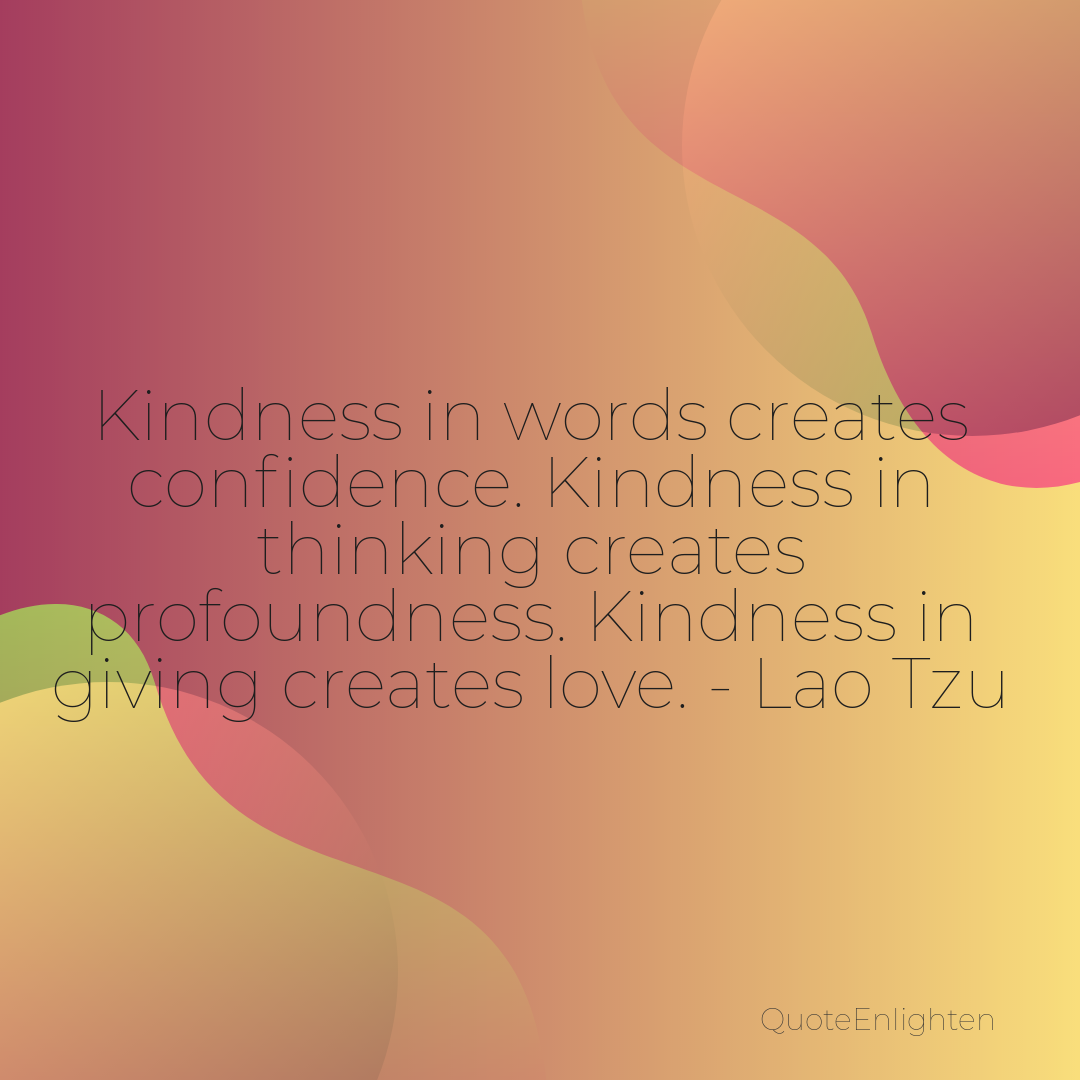 Kindness in words creates
confidence. Kindness in
thinking creates
profoundness. Kindness in
giving creates love. - Lao Tzu
QuoteEnlighten